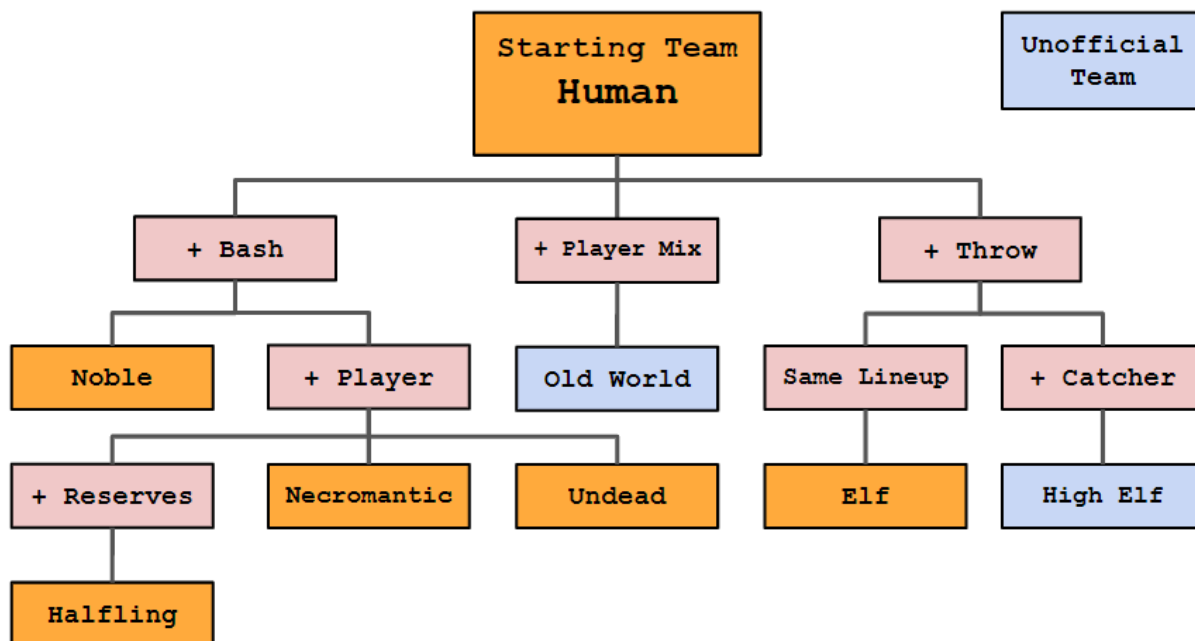 Starting Team
Human
Unofficial
Team
+ Bash
+ Player Mix
+ Throw
Noble
+ Player
Old World
Same Lineup
+ Catcher
+ Reserves
Necromantic
Undead
Elf
High Elf
Halfling